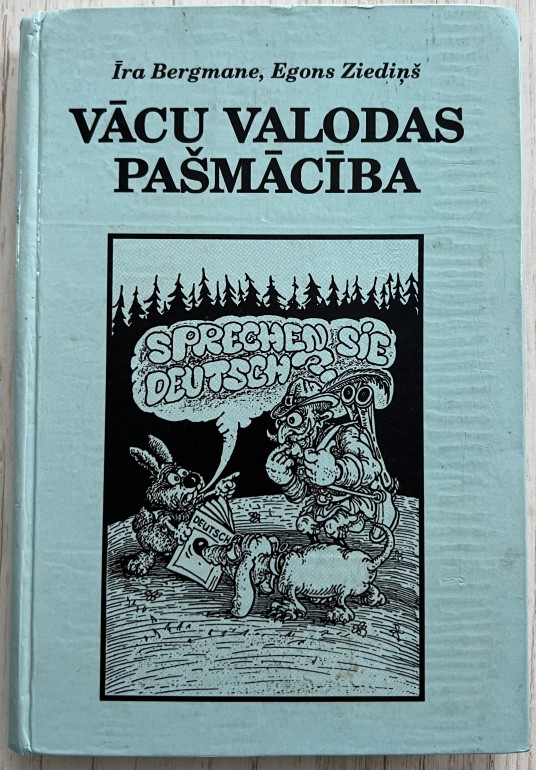 Īra Bergmane, Egons Ziediņš
VĀCU VALODAS
PAŠMĀCĪBA
SPRECHEN SIE
DEUTSCH?
DEUTSCH